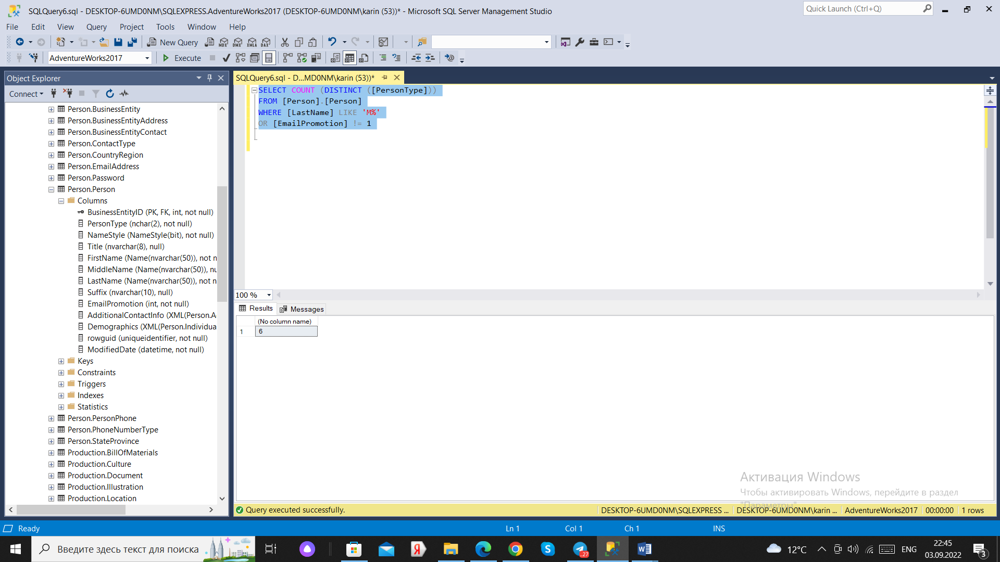 SQLQuery6.sql - DESKTOP-6UMD0NM\SQLEXPRESS.AdventureWorks2017 (DESKTOP-6UMD0NM\karin (53))* - Microsoft SQL Server Management Studio
Quick Launch (Ctrl+Q)
File Edit View Query Project Tools Window Help
New Query
MDX DMX XMLA DAX
AdventureWorks2017
Execute
Object Explorer
Connect
Person.BusinessEntity
Person.BusinessEntityAddress
Person.BusinessEntityContact
Person.ContactType
Person.CountryRegion
Person.EmailAddress
Person.Password
Person.Person
Columns
BusinessEntityID (PK, FK, int, not null)
PersonType (nchar(2), not null)
NameStyle (NameStyle(bit), not null)
Title (nvarchar(8), null)
FirstName (Name(nvarchar(50)), not n
MiddleName (Name(nvarchar(50)), nu
LastName (Name(nvarchar(50)), not n
Suffix (nvarchar(10), null)
EmailPromotion (int, not null)
AdditionalContactInfo (XML(Person.A
Demographics (XML(Person.Individua
rowguid (uniqueidentifier, not null)
ModifiedDate (datetime, not null)
Keys
Constraints
Triggers
Indexes
Statistics
Person.PersonPhone
Person.PhoneNumberType
Person.StateProvince
Production.BillOfMaterials
Production.Culture
Production.Document
Production.Illustration
Production.Location
SQLQuery6.sql - D...MD0NM\karin (53))*
SELECT COUNT (DISTINCT ([PersonType]))
FROM [Person].[Person]
WHERE [LastName] LIKE 'M%'
OR [EmailPromotion] != 1
100 %
Results Messages
(No column name)
1 6
Активация Windows
Чтобы активировать Windows, перейдите в раздел
"Параметры"
Query executed successfully.
DESKTOP-6UMD0NM\SQLEXPRESS ... DESKTOP-6UMD0NM\karin ... AdventureWorks2017 00:00:00 1 rows
Ready
Ln 1 Col 1 Ch 1 INS
Введите здесь текст для поиска
Я
S
..27
W
12°C
ENG
22:45
03.09.2022
3